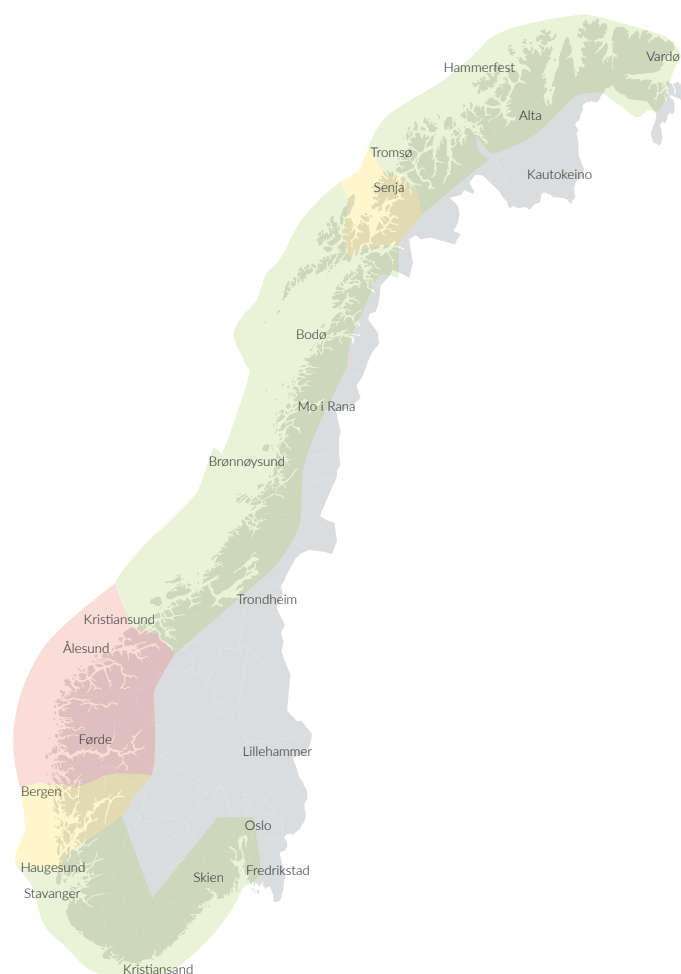 Vardø
Hammerfest
Alta
Tromsø
Kautokeino
Senja
Bodø
Mo i Rana
Brønnøysund
Trondheim
Kristiansund
Ålesund
Førde
Lillehammer
Bergen
Oslo
Haugesund
Fredrikstad
Skien
Stavanger
Kristiansand